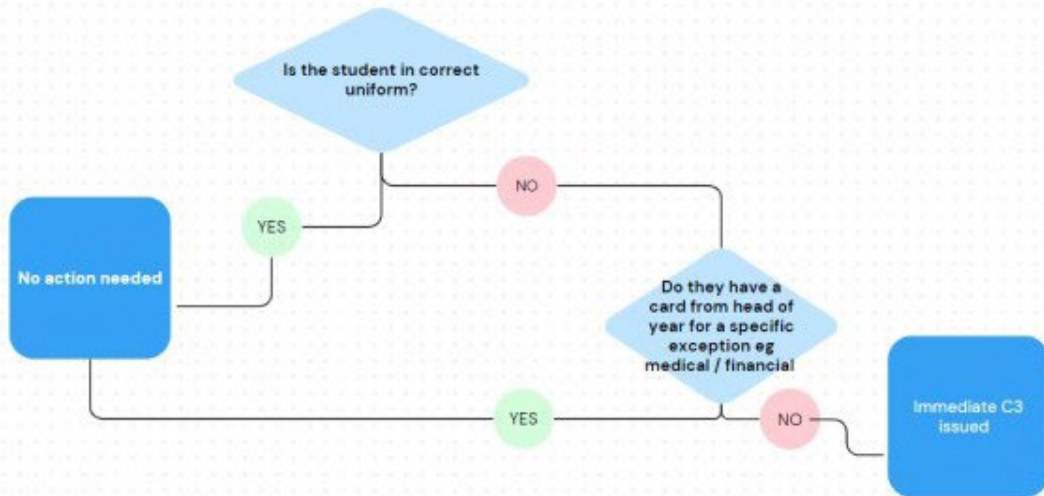 Is the student in correct
uniform?
NO
YES
No action needed
Do they have a
card from head of
year for a specific
exception eg
medical / financial
YES
NO
Immediate C3
issued